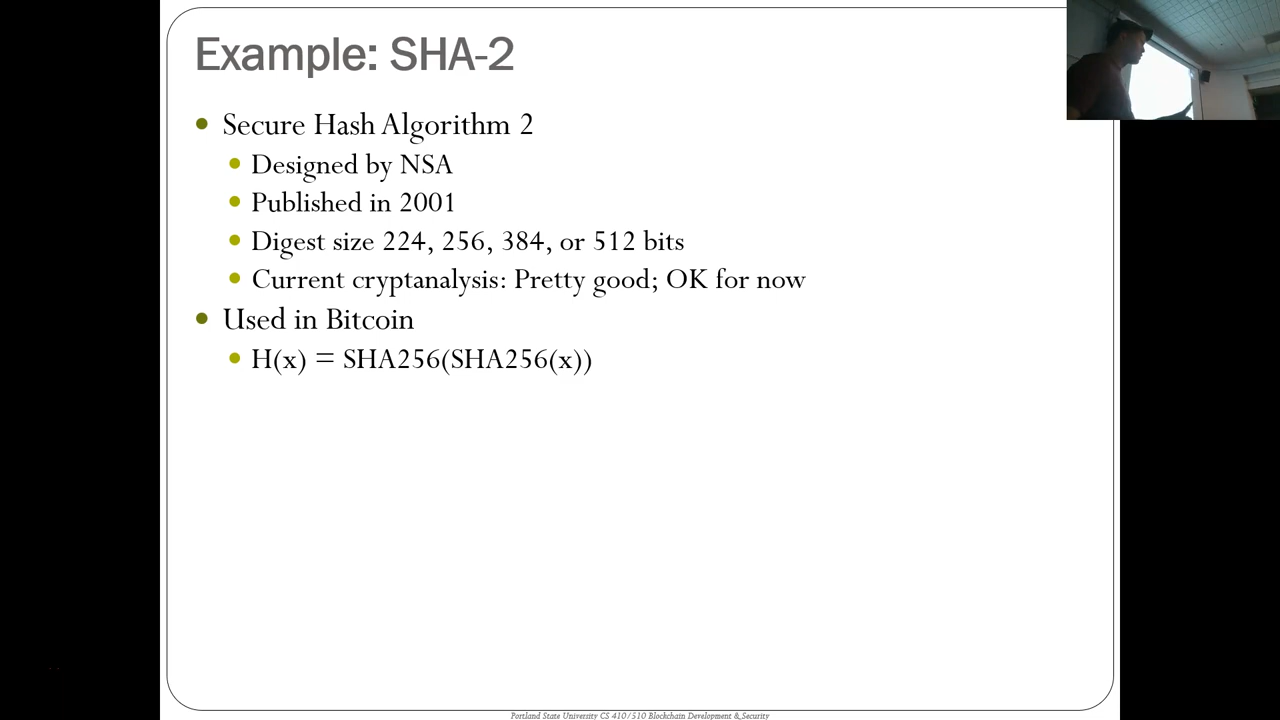 Example: SHA-2
Secure Hash Algorithm 2
Designed by NSA
Published in 2001
Digest size 224, 256, 384, or 512 bits
Current cryptanalysis: Pretty good; OK for now
Used in Bitcoin
H(x) = SHA256(SHA256(x))
Portland State University CS 410/510 Blockchain Development & Security